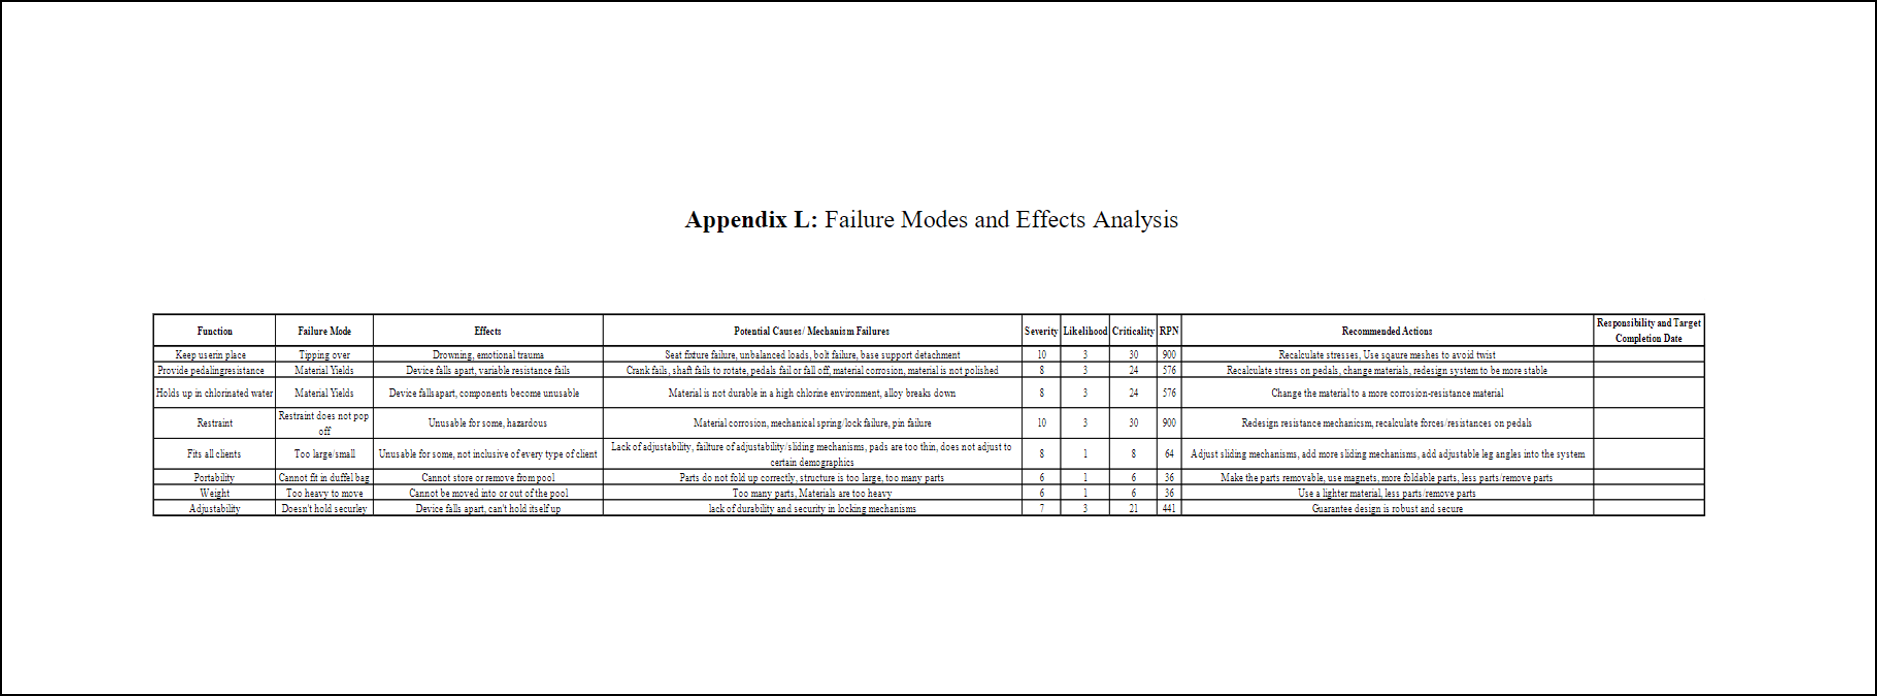 Appendix L: Failure Modes and Effects Analysis
Function Failure Mode Effects Potential Causes/ Mechanism Failures Severity Likelihood Criticality RPN Recommended Actions Responsibility and Target
Completion Date
Keep userin place Tipping over Drowning, emotional trauma Seat fixture failure, unbalanced loads, bolt failure, base support detachment 10 3 30 900 Recalculate stresses, Use sqaure meshes to avoid twist
Provide pedalingresistance Material Yields Device falls apart, variable resistance fails Crank fails, shaft fails to rotate, pedals fail or fall off, material corrosion, material is not polished 8 3 24 576 Recalculate stress on pedals, change materials, redesign system to be more stable
Holds up in chlorinated water Material Yields Device falls apart, components become unusable Material is not durable in a high chlorine environment, alloy breaks down 8 3 24 576 Change the material to a more corrosion-resistance material
Restraint Restraint does not pop
off Unusable for some, hazardous Material corrosion, mechanical spring/lock failure, pin failure 10 3 30 900 Redesign resistance mechanicsm, recalculate forces/resistances on pedals
Fits all clients Too large/small Unusable for some, not inclusive of every type of client Lack of adjustability, failture of adjustability/sliding mechanisms, pads are too thin, does not adjust to
certain demographics 8 1 8 64 Adjust sliding mechanisms, add more sliding mechanisms, add adjustable leg angles into the system
Portability Cannot fit in duffel bag Cannot store or remove from pool Parts do not fold up correctly, structure is too large, too many parts 6 1 6 36 Make the parts removable, use magnets, more foldable parts, less parts/remove parts
Weight Too heavy to move Cannot be moved into or out of the pool Too many parts, Materials are too heavy 6 1 6 36 Use a lighter material, less parts/remove parts
Adjustability Doesn't hold securley Device falls apart, can't hold itself up lack of durability and security in locking mechanisms 7 3 21 441 Guarantee design is robust and secure